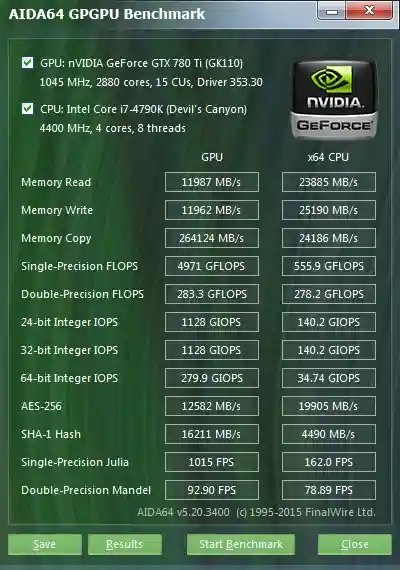 AIDA64 GPGPU Benchmark
GPU: nVIDIA GeForce GTX 780 Ti (GK110)
1045 MHz, 2880 cores, 15 CUs, Driver 353.30
CPU: Intel Core i7-4790K (Devil's Canyon)
4400 MHz, 4 cores, 8 threads
NVIDIA.
GEFORCE
GPU x64 CPU
Memory Read 11987 MB/s 23885 MB/s
Memory Write 11962 MB/s 25190 MB/s
Memory Copy 264124 MB/s 24186 MB/s
Single-Precision FLOPS 4971 GFLOPS 555.9 GFLOPS
Double-Precision FLOPS 283.3 GFLOPS 278.2 GFLOPS
24-bit Integer IOPS 1128 GIOPS 140.2 GIOPS
32-bit Integer IOPS 1128 GIOPS 140.2 GIOPS
64-bit Integer IOPS 279.9 GIOPS 34.74 GIOPS
AES-256 12582 MB/s 19905 MB/s
SHA-1 Hash 16211 MB/s 4490 MB/s
Single-Precision Julia 1015 FPS 162.0 FPS
Double-Precision Mandel 92.90 FPS 78.89 FPS
AIDA64 v5.20.3400 (c) 1995-2015 FinalWire Ltd.
Save Results Start Benchmark Close